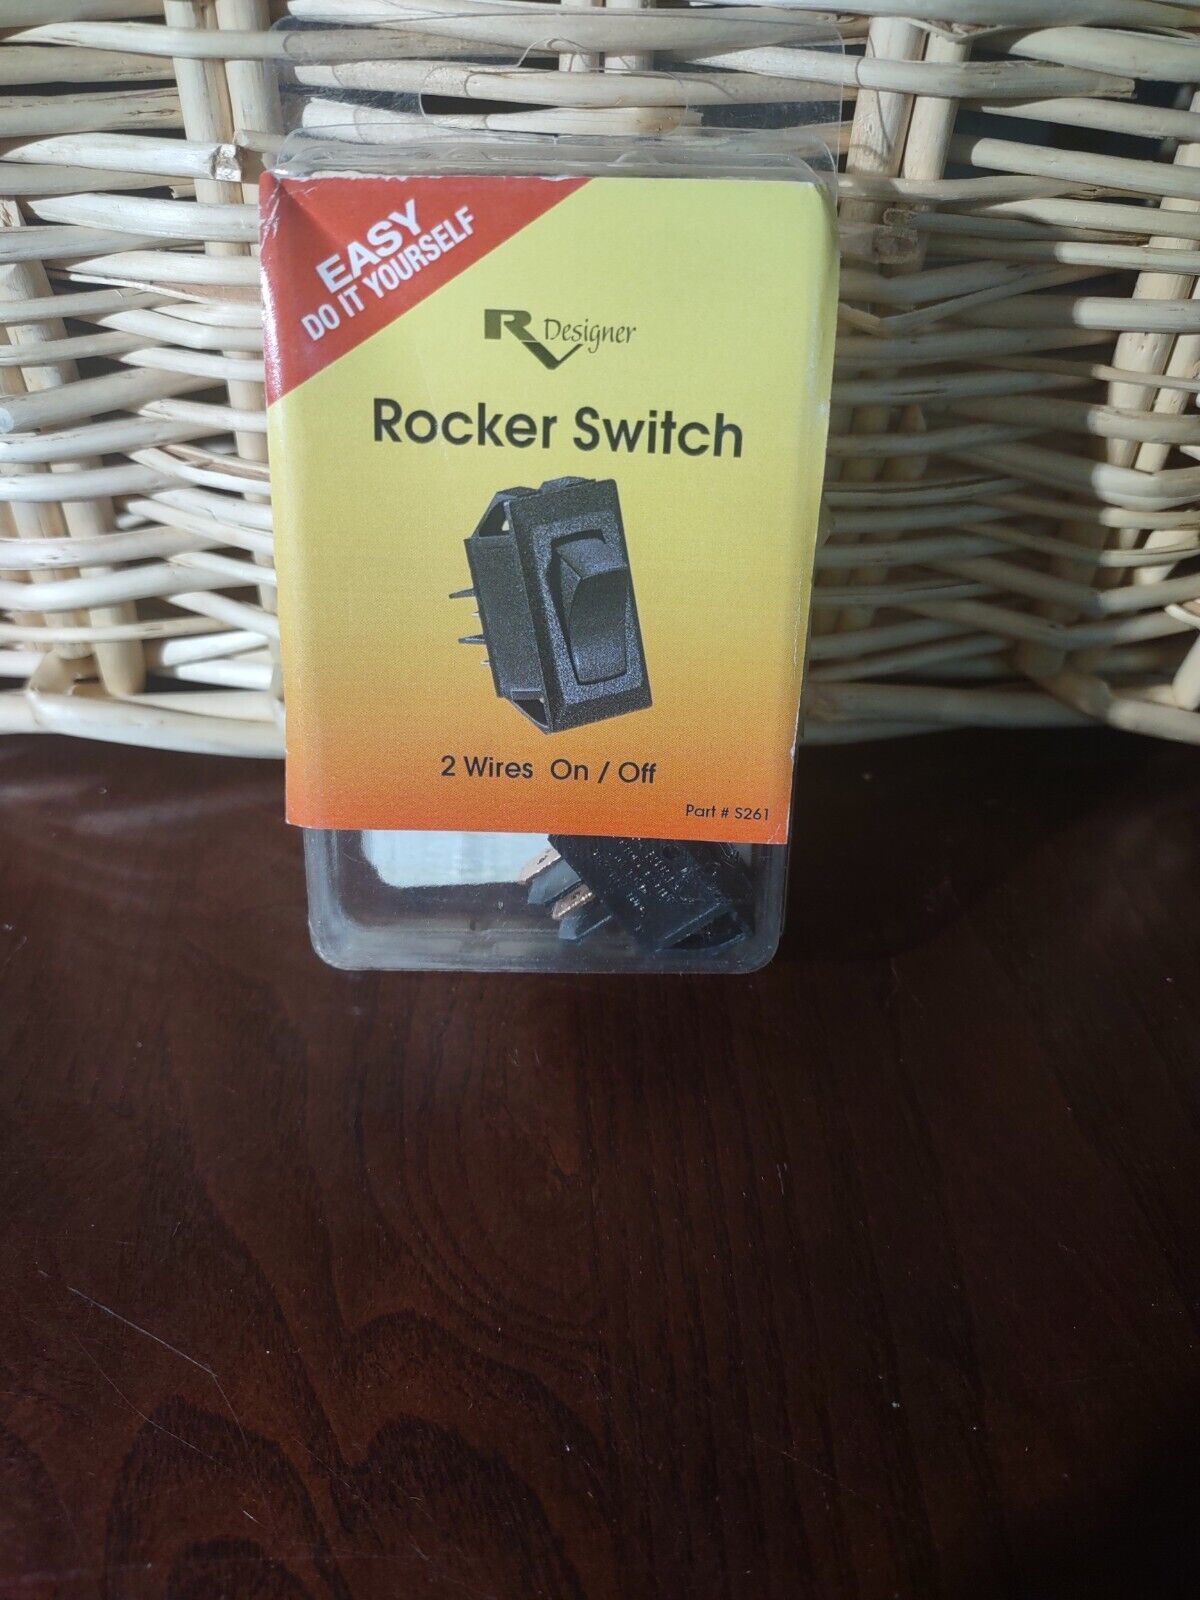 EASY
DO IT YOURSELF
RV Designer
Rocker Switch
2 Wires On / Off
Part # S261